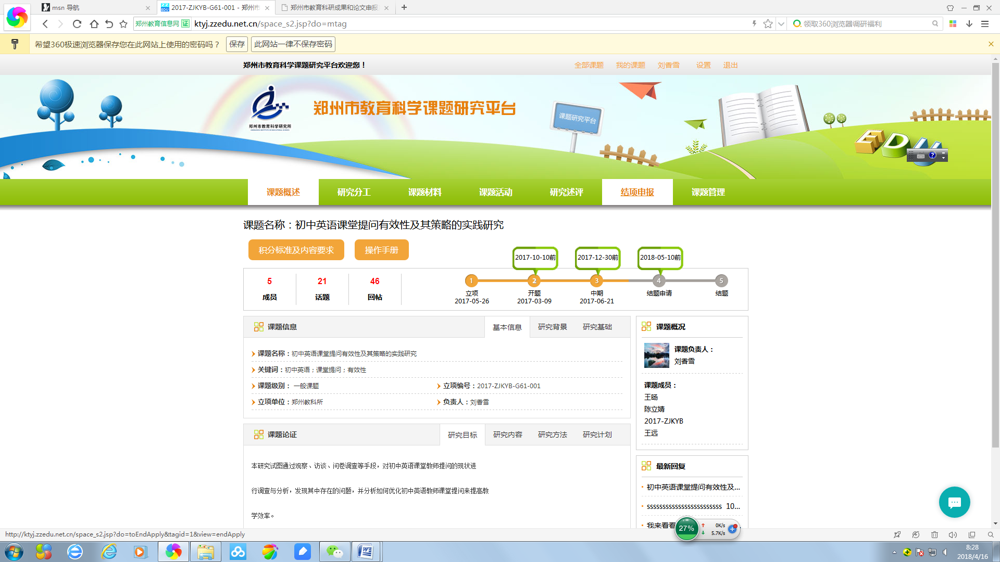 msn 导航
2017-ZJKYB-G61-001 - 郑州市
郑州市教育科研成果和论文申报
郑州教育信息网 证
ktyj.zzedu.net.cn/space_s2.jsp?do=mtag
领取360浏览器调研福利
希望360极速浏览器保存您在此网站上使用的密码吗？ 保存 此网站一律不保存密码
郑州市教育科学课题研究平台欢迎您！
全部课题 我的课题 刘香雪 设置 退出
郑州市教育科学研究所
郑州市教育科学课题研究平台
课题研究平台
EDU
课题概述 研究分工 课题材料 课题活动 研究述评 结项申报 课题管理
课题名称：初中英语课堂提问有效性及其策略的实践研究
积分标准及内容要求 操作手册
2017-10-10前 2017-12-30前 2018-05-10前
5 21 46
成员 话题 回帖
1 2 3 4 5
立项 开题 中期 结题申请 结题
2017-05-26 2017-03-09 2017-06-21
课题信息 基本信息 研究背景 研究基础
课题名称：初中英语课堂提问有效性及其策略的实践研究
关键词：初中英语；课堂提问；有效性
课题级别： 一般课题 立项编号：2017-ZJKYB-G61-001
立项单位：郑州教科所 负责人：刘香雪
课题概况
课题负责人：
刘香雪
课题成员：
王旸
陈立婧
2017-ZJKYB
王远
课题论证 研究目标 研究内容 研究方法 研究计划
本研究试图通过观察、访谈、问卷调查等手段，对初中英语课堂教师提问的现状进
行调查与分析，发现其中存在的问题，并分析如何优化初中英语教师课堂提问来提高教
学效率。
最新回复
初中英语课堂提问有效性及...
ssssssssssssssssssssssss 10...
我来看看
27%
0K/s
5.7K/s
http://ktyj.zzedu.net.cn/space_s2.jsp?do=toEndApply&tagid=1&view=endApply
8:28
2018/4/16